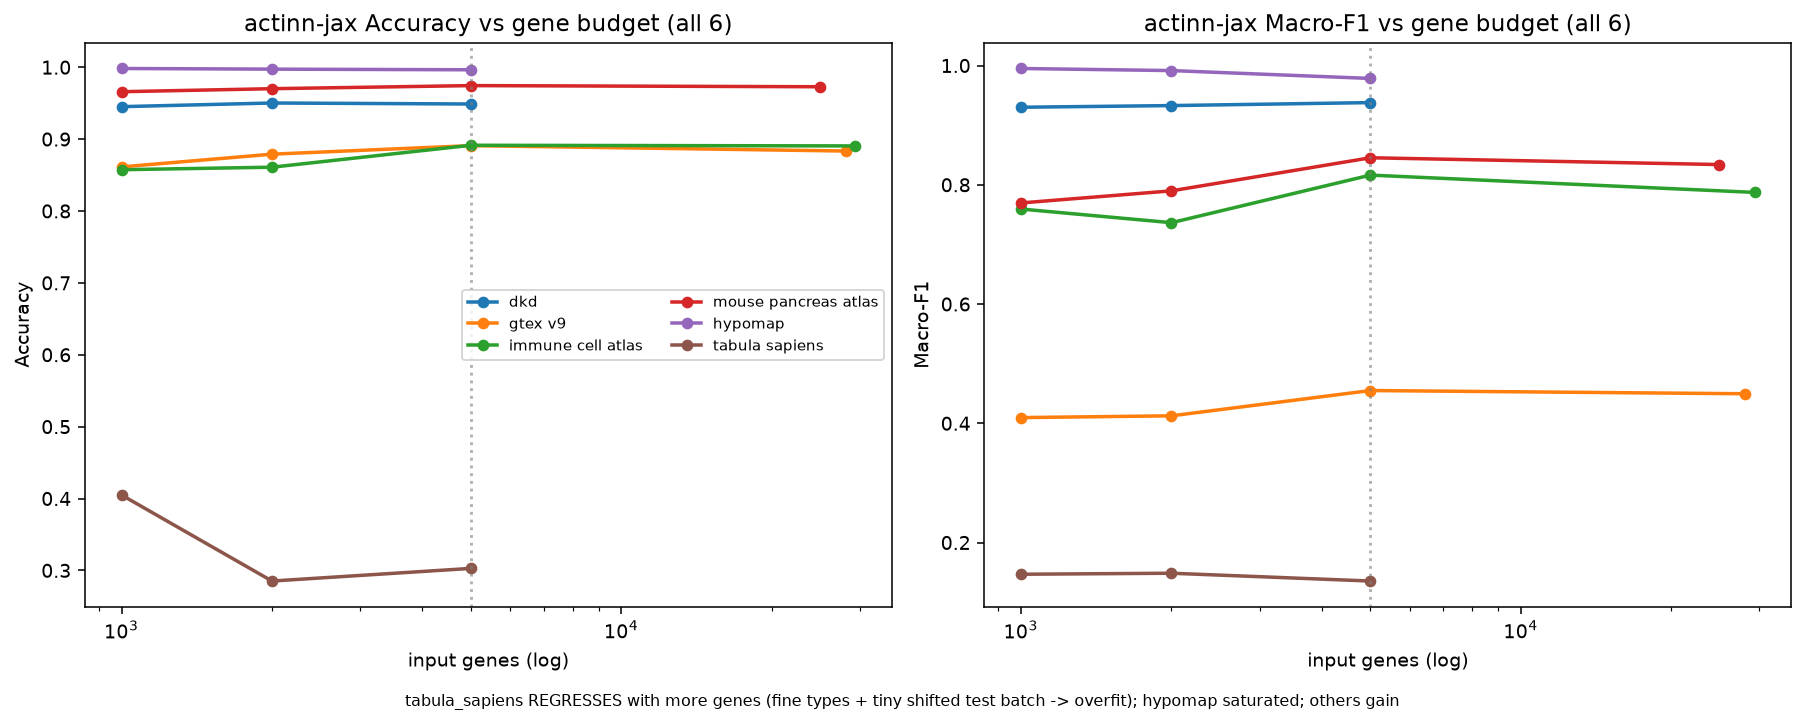 actinn-jax Accuracy vs gene budget (all 6)
Accuracy
1.0
0.9
0.8
0.7
0.6
0.5
0.4
0.3
dkd
gtex v9
immune cell atlas
mouse pancreas atlas
hypomap
tabula sapiens
10³
10⁴
input genes (log)
actinn-jax Macro-F1 vs gene budget (all 6)
Macro-F1
1.0
0.8
0.6
0.4
0.2
10³
10⁴
input genes (log)
tabula_sapiens REGRESSES with more genes (fine types + tiny shifted test batch -> overfit); hypomap saturated; others gain